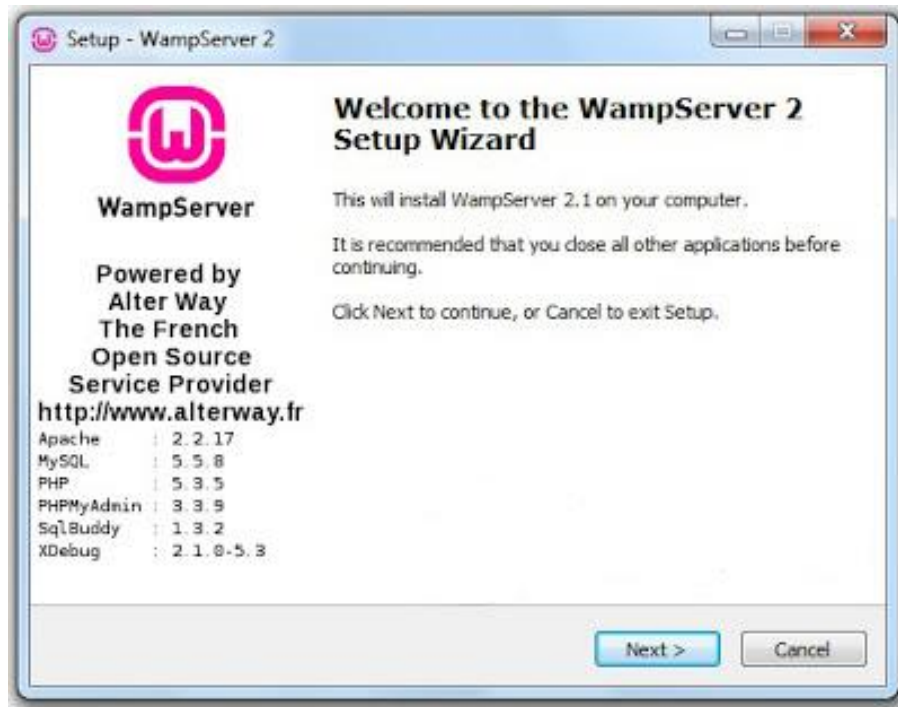 Setup - WampServer 2
WampServer
Powered by
Alter Way
The French
Open Source
Service Provider
http://www.alterway.fr
Apache : 2.2.17
MySQL : 5.5.8
PHP : 5.3.5
PHPMyAdmin : 3.3.9
SqlBuddy : 1.3.2
XDebug : 2.1.0-5.3
Welcome to the WampServer 2
Setup Wizard
This will install WampServer 2.1 on your computer.
It is recommended that you close all other applications before
continuing.
Click Next to continue, or Cancel to exit Setup.
Next >
Cancel